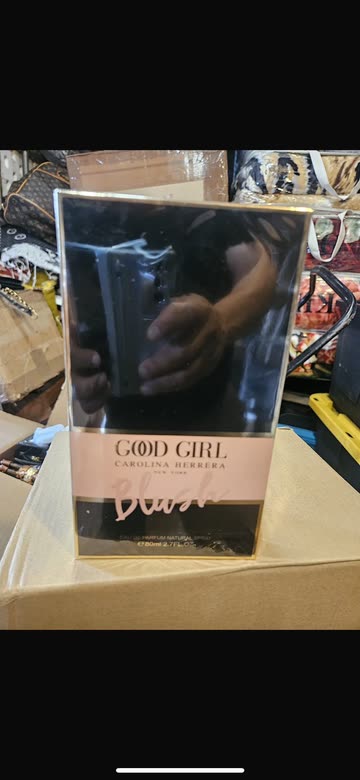 GOOD GIRL
CAROLINA HERRERA
NEW YORK
Blush
EAU DE PARFUM NATURAL SPRAY
℮ 80ml 2.7FL.OZ.